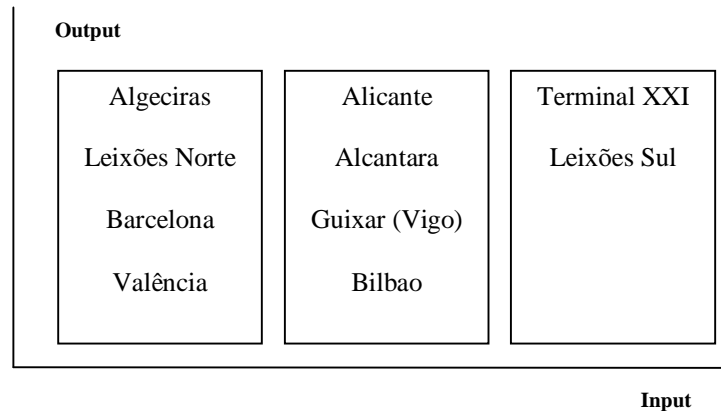 Output
Algeciras
Leixões Norte
Barcelona
Valência
Alicante
Alcantara
Guixar (Vigo)
Bilbao
Terminal XXI
Leixões Sul
Input